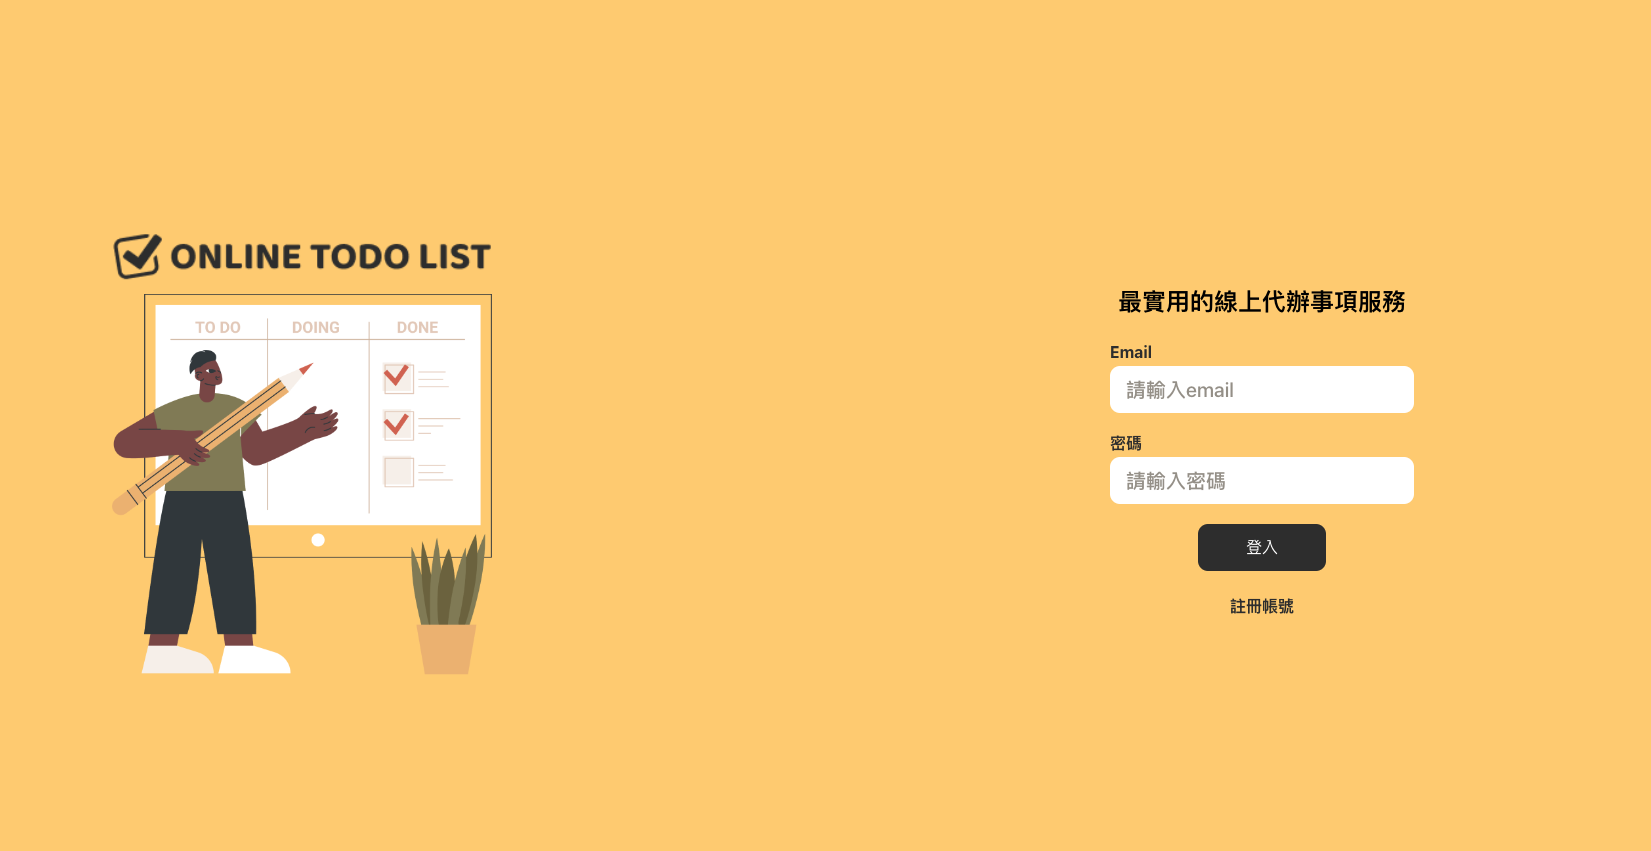 ONLINE TODO LIST
TO DO DOING DONE
最實用的線上代辦事項服務
Email
請輸入email
密碼
請輸入密碼
登入
註冊帳號